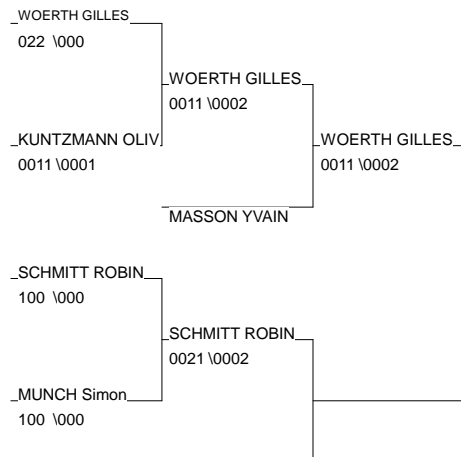 WOERTH GILLES
022 \000
WOERTH GILLES
0011 \0002
KUNTZMANN OLIV
0011 \0001
WOERTH GILLES
0011 \0002
MASSON YVAIN
SCHMITT ROBIN
100 \000
SCHMITT ROBIN
0021 \0002
MUNCH Simon
100 \000